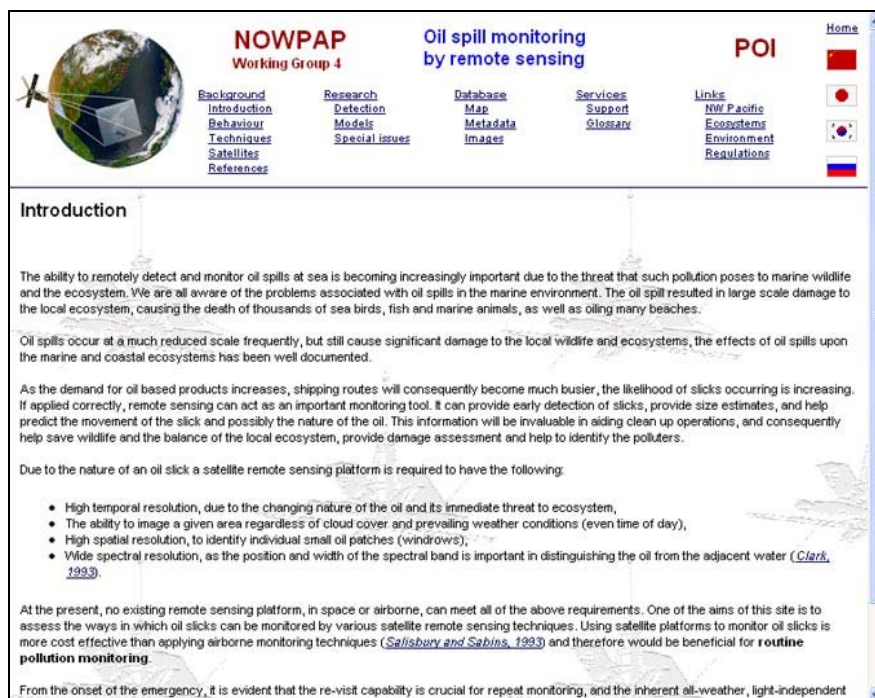 NOWPAP
Working Group 4
Oil spill monitoring
by remote sensing
POI
Home
Background
Introduction
Behaviour
Techniques
Satellites
References
Research
Detection
Models
Special issues
Database
Map
Metadata
Images
Services
Support
Glossary
Links
NW Pacific
Ecosystems
Environment
Regulations
Introduction
The ability to remotely detect and monitor oil spills at sea is becoming increasingly important due to the threat that such pollution poses to marine wildlife
and the ecosystem. We are all aware of the problems associated with oil spills in the marine environment. The oil spill resulted in large scale damage to
the local ecosystem, causing the death of thousands of sea birds, fish and marine animals, as well as oiling many beaches.
Oil spills occur at a much reduced scale frequently, but still cause significant damage to the local wildlife and ecosystems, the effects of oil spills upon
the marine and coastal ecosystems has been well documented.
As the demand for oil based products increases, shipping routes will consequently become much busier, the likelihood of slicks occurring is increasing.
If applied correctly, remote sensing can act as an important monitoring tool. It can provide early detection of slicks, provide size estimates, and help
predict the movement of the slick and possibly the nature of the oil. This information will be invaluable in aiding clean up operations, and consequently
help save wildlife and the balance of the local ecosystem, provide damage assessment and help to identify the polluters.
Due to the nature of an oil slick a satellite remote sensing platform is required to have the following:
• High temporal resolution, due to the changing nature of the oil and its immediate threat to ecosystem,
• The ability to image a given area regardless of cloud cover and prevailing weather conditions (even time of day),
• High spatial resolution, to identify individual small oil patches (windrows),
• Wide spectral resolution, as the position and width of the spectral band is important in distinguishing the oil from the adjacent water (Clark,
1993).
At the present, no existing remote sensing platform, in space or airborne, can meet all of the above requirements. One of the aims of this site is to
assess the ways in which oil slicks can be monitored by various satellite remote sensing techniques. Using satellite platforms to monitor oil slicks is
more cost effective than applying airborne monitoring techniques (Salisbury and Sabins, 1993) and therefore would be beneficial for routine
pollution monitoring.
From the onset of the emergency, it is evident that the re-visit capability is crucial for repeat monitoring, and the inherent all-weather, light-independent